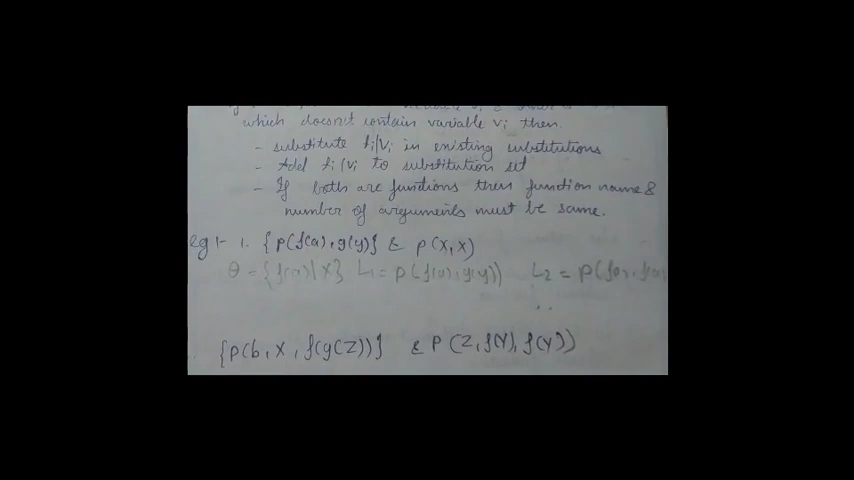 which doesn't contain variable vi then.
- substitute ti/vi in existing substitutions
- Add ti/vi to substitution set
- If both are functions then function name &
number of arguments must be same.
eg :- 1. {p(f(a), g(y)} & p(X, X)
θ = {f(a)|X} L1 = p(f(a), g(y)) L2 = p(f(a), f(a)
{p(b, X, f(g(Z))} & P(Z, f(Y), f(Y))